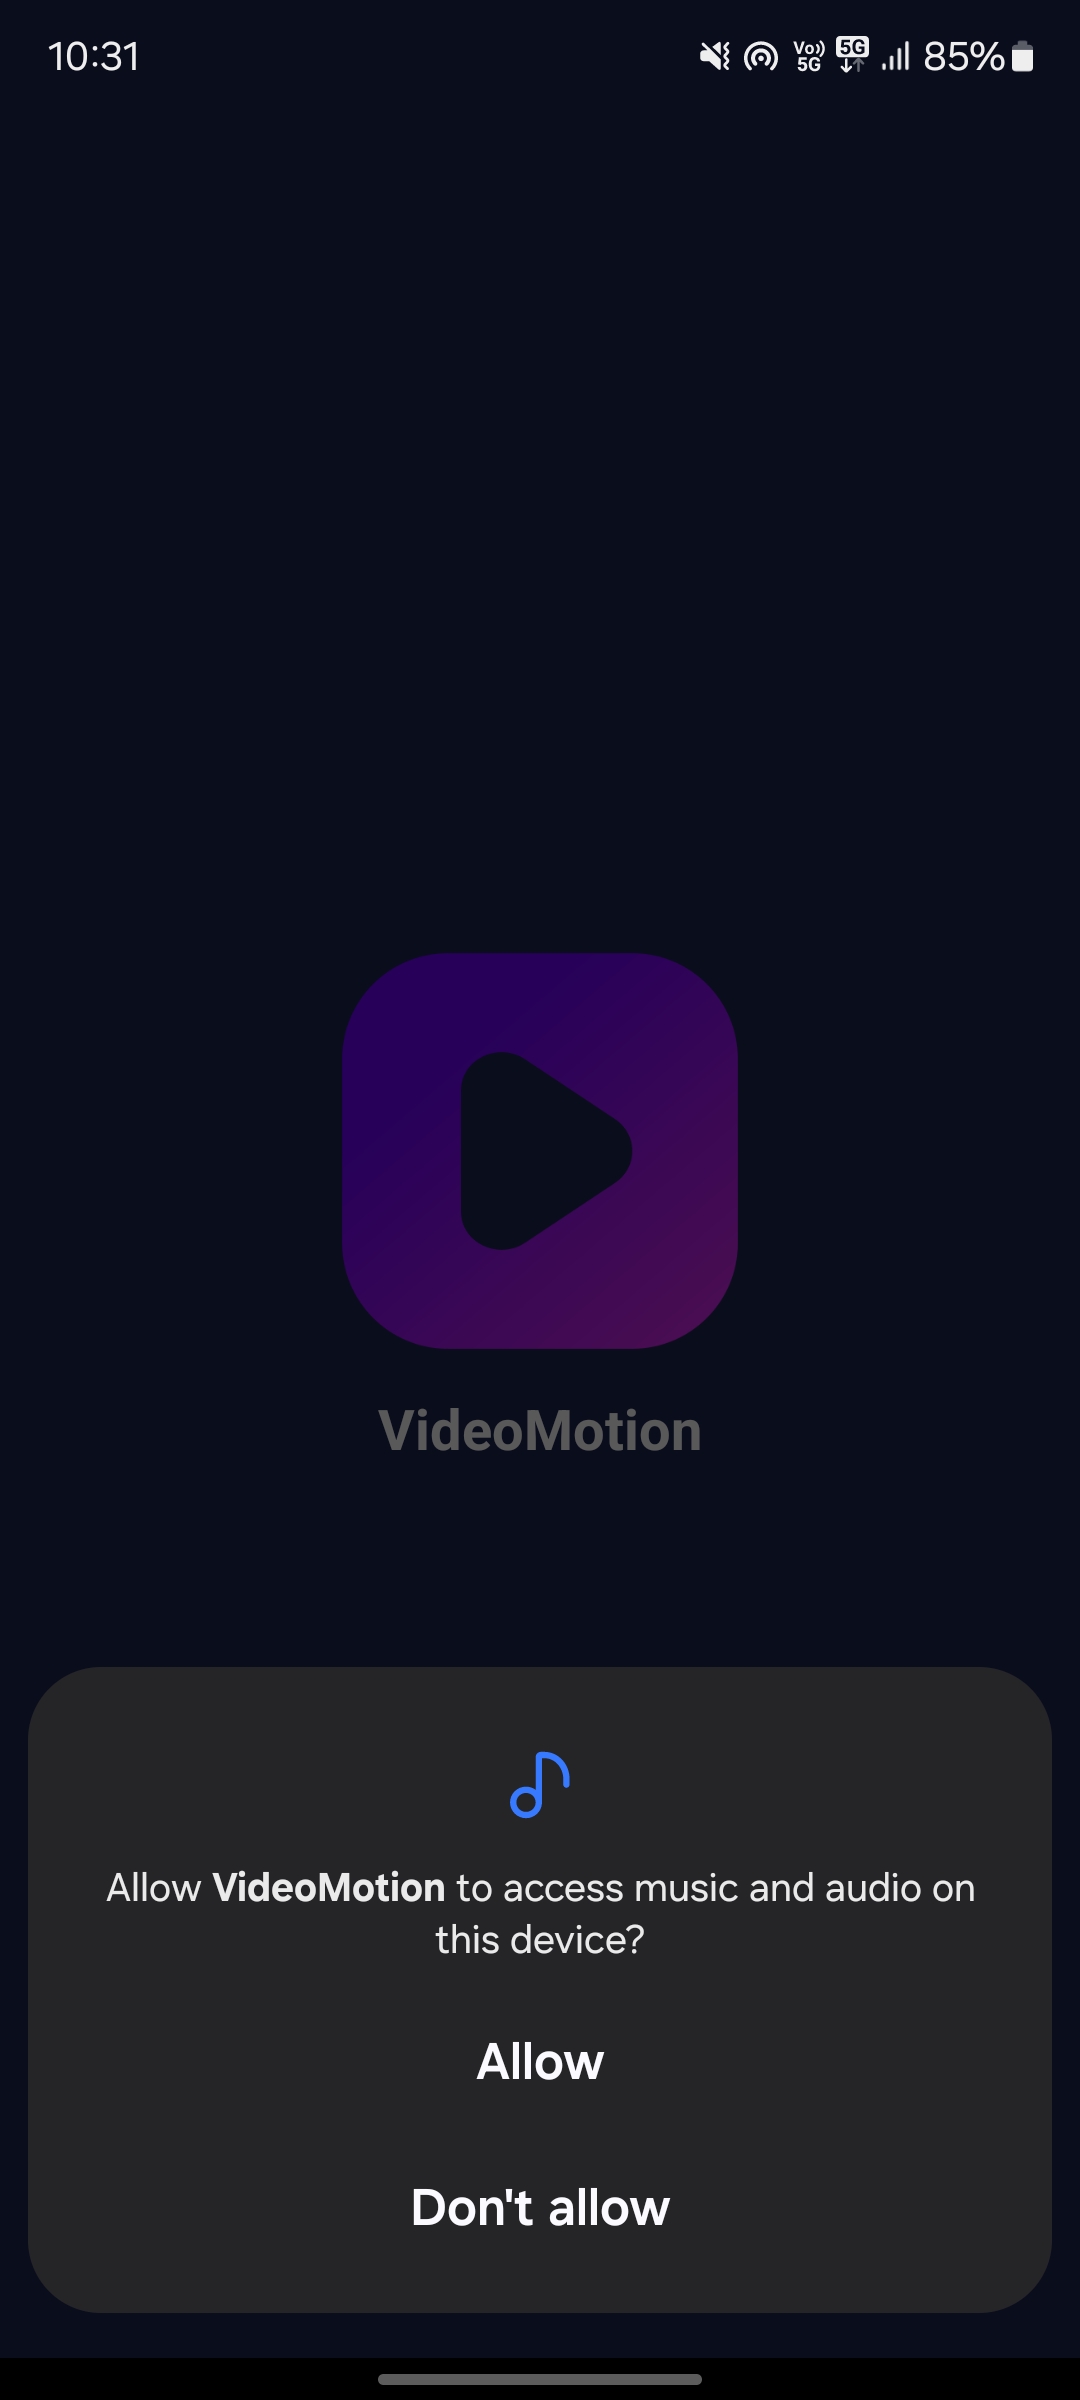 10:31
Vo 5G 5G 85%
VideoMotion
Allow VideoMotion to access music and audio on
this device?
Allow
Don't allow